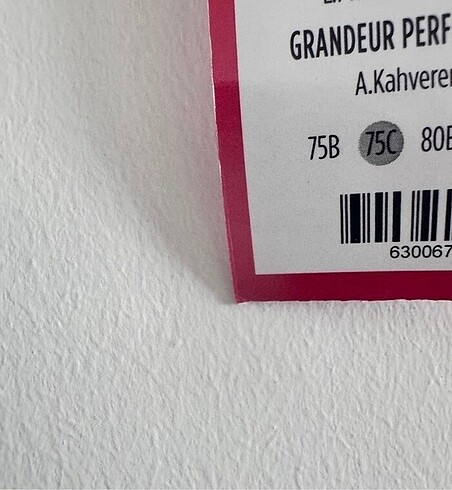 GRANDEUR PERF
A.Kahveren
75B 75C 80B
630067